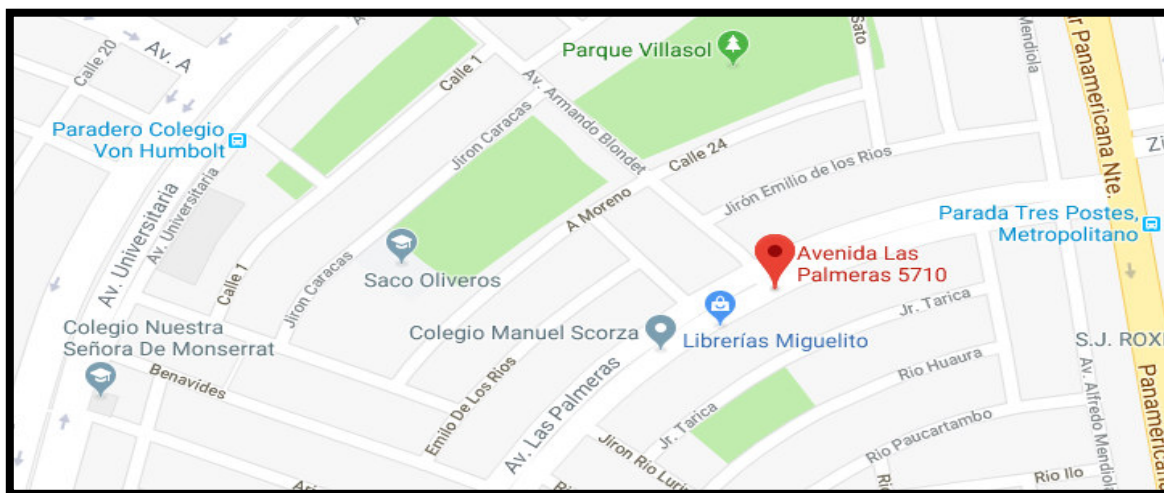 Av. A
Calle 20
Calle 1
Parque Villasol
Sato
Mendiola
Panamericana Nte.
Paradero Colegio
Von Humbolt
Jiron Caracas
Av. Armando Blondet
Calle 24
Av. Universitaria
Av. Universitaria
A Moreno
Jirón Emilio de los Rios
Parada Tres Postes,
Metropolitano
Calle 1
Jiron Caracas
Saco Oliveros
Avenida Las
Palmeras 5710
Jr. Tarica
Colegio Nuestra
Señora De Monserrat
Colegio Manuel Scorza
Librerías Miguelito
S.J. ROXI
Benavides
Emilo De Los Rios
Av. Las Palmeras
Rio Huaura
Jr. Tarica
Rio Paucartambo
Av. Alfredo Mendiola
Panamericana
Jiron Rio Lurin
Rio Ilo